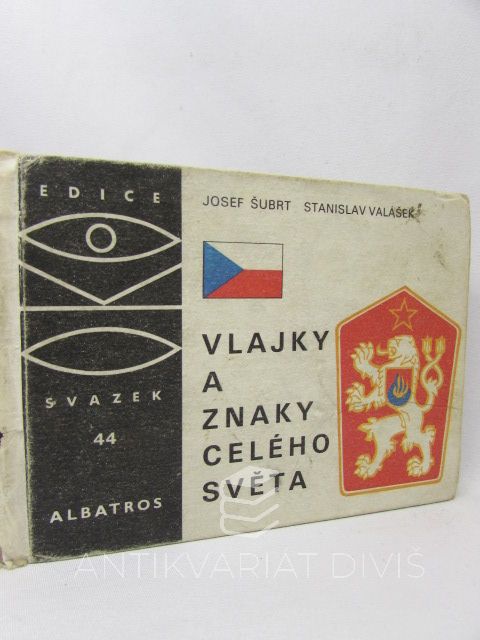 EDICE
SVAZEK
44
ALBATROS
JOSEF ŠUBRT STANISLAV VALÁŠEK
VLAJKY
A
ZNAKY
CELÉHO
SVĚTA
ANTIKVARIÁT DIVIŠ